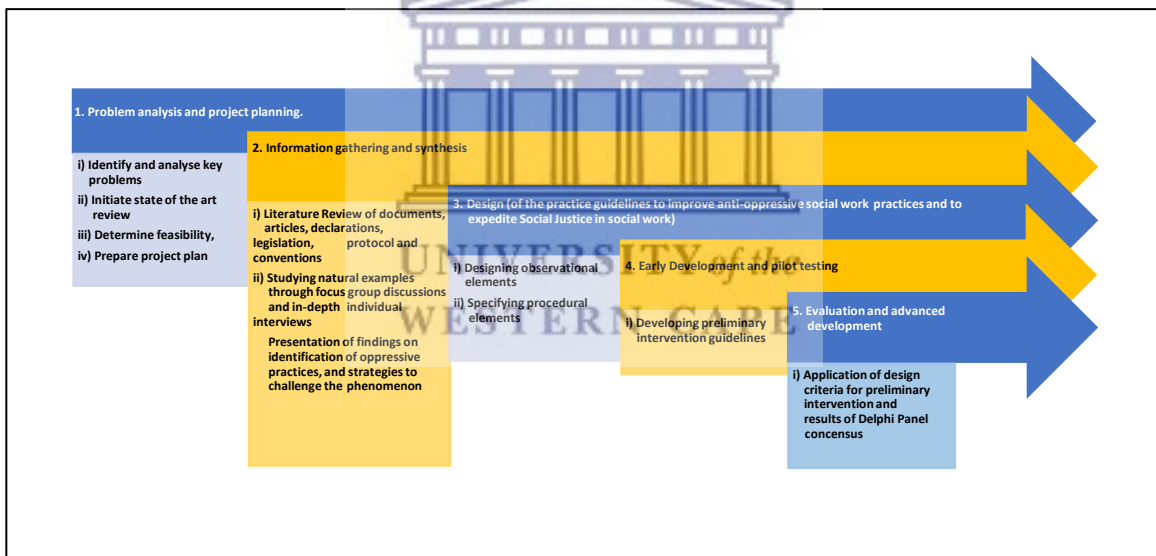 1. Problem analysis and project planning.
i) Identify and analyse key
problems
ii) Initiate state of the art
review
iii) Determine feasibility,
iv) Prepare project plan
2. Information gathering and synthesis
i) Literature Review of documents,
articles, declarations,
legislation, protocol and
conventions
ii) Studying natural examples
through focus group discussions
and in-depth individual
interviews
Presentation of findings on
identification of oppressive
practices, and strategies to
challenge the phenomenon
3. Design (of the practice guidelines to improve anti-oppressive social work practices and to
expedite Social Justice in social work)
i) Designing observational
elements
ii) Specifying procedural
elements
4. Early Development and pilot testing
i) Developing preliminary
intervention guidelines
5. Evaluation and advanced
development
i) Application of design
criteria for preliminary
intervention and
results of Delphi Panel
concensus
UNIVERSITY of the
WESTERN CAPE